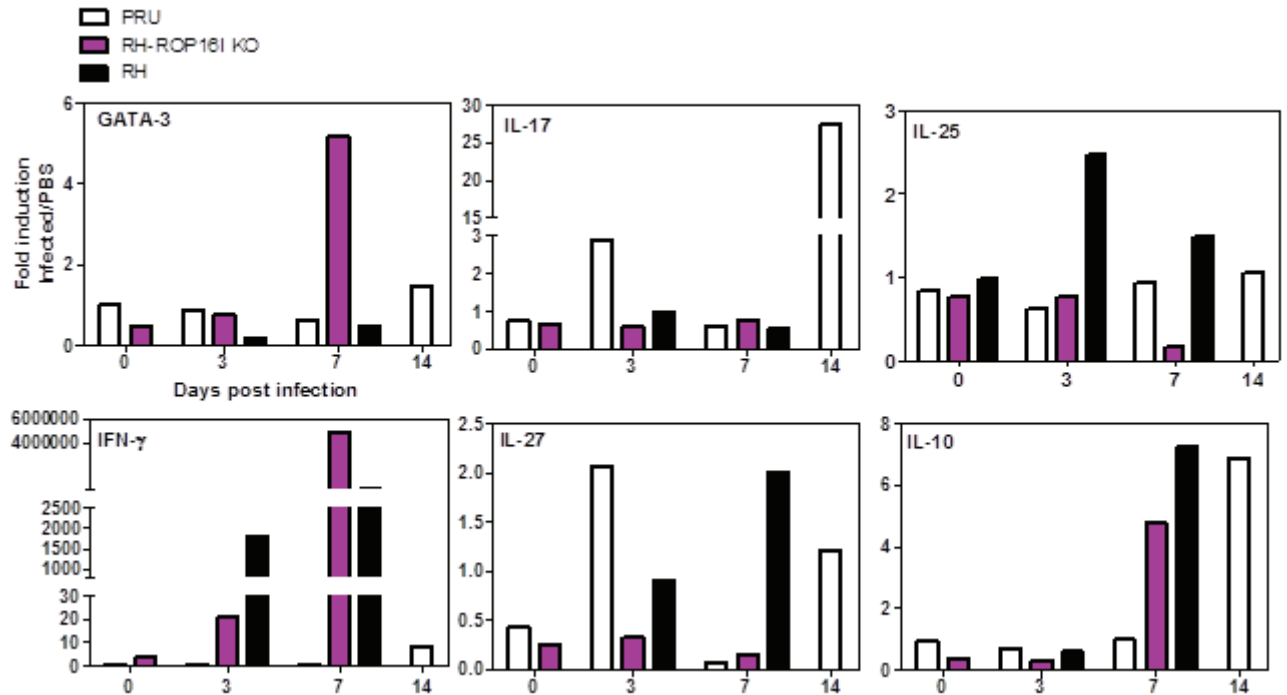 PRU
RH-ROP16I KO
RH
GATA-3
IL-17
IL-25
Fold induction
Infected/PBS
6
4
2
0
30
25
20
15
3
2
1
0
3
2
1
0
0 3 7 14
0 3 7 14
0 3 7 14
Days post infection
IFN-γ
IL-27
IL-10
6000000
4000000
2500
2000
1500
1000
30
20
10
0
2.5
2.0
1.5
1.0
0.5
0.0
8
6
4
2
0
0 3 7 14
0 3 7 14
0 3 7 14